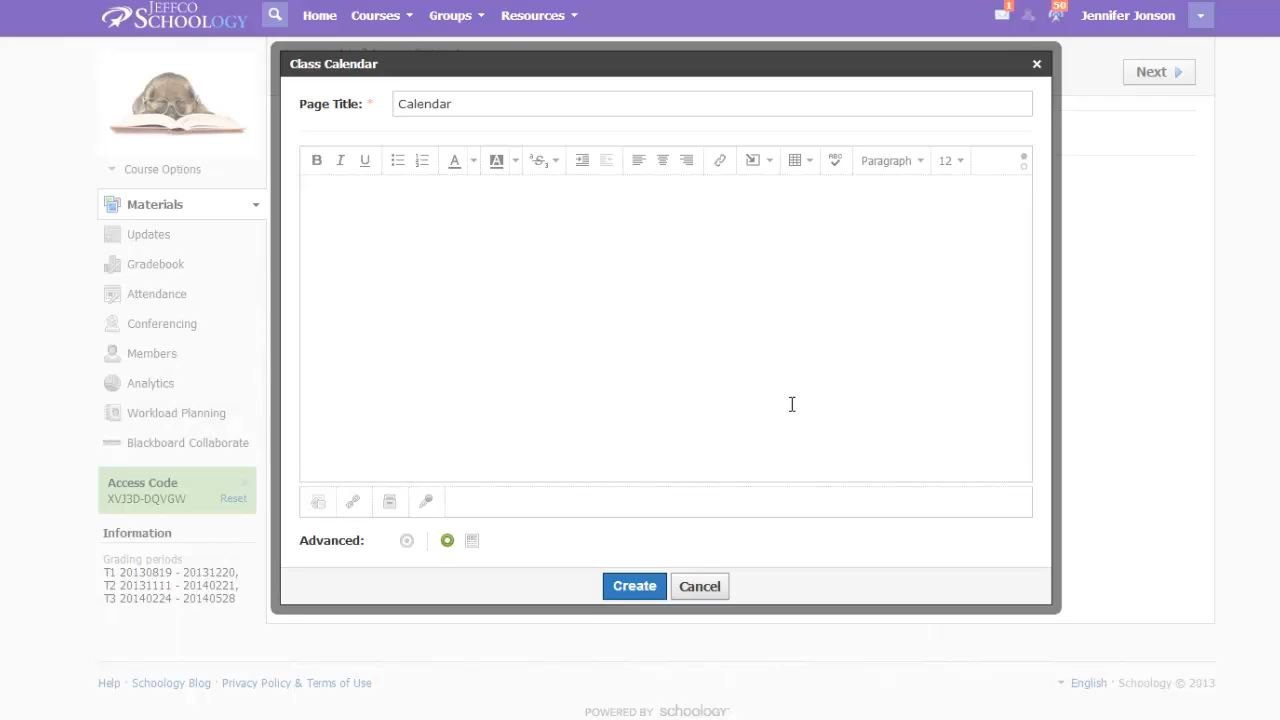 JEFFCO
SCHOOLOGY
Home
Courses
Groups
Resources
1
50
Jennifer Jonson
Class Calendar
Next
Page Title: *
Calendar
B I U
A
A
ABC
Paragraph
12
Course Options
Materials
Updates
Gradebook
Attendance
Conferencing
Members
Analytics
Workload Planning
Blackboard Collaborate
Access Code
XVJ3D-DQVGW
Reset
Information
Grading periods
T1 20130819 - 20131220,
T2 20131111 - 20140221,
T3 20140224 - 20140528
Advanced:
Create
Cancel
Help · Schoology Blog · Privacy Policy & Terms of Use
English · Schoology © 2013
POWERED BY schoology